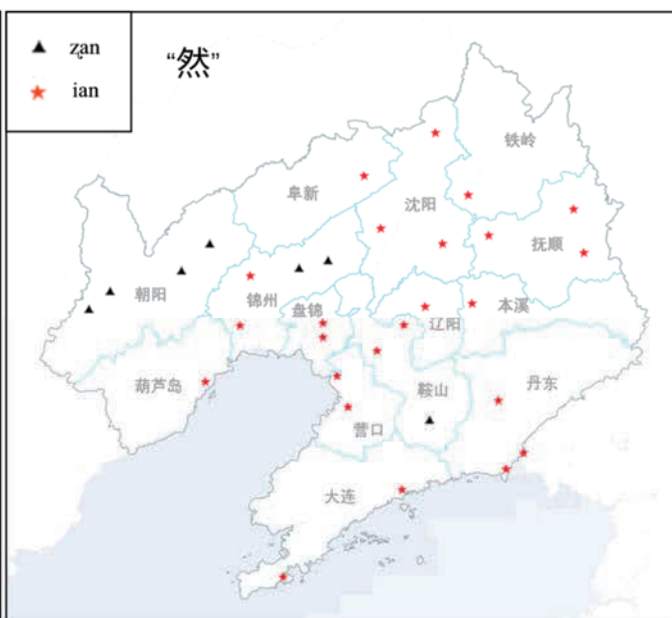 ʐan
ian
“然”
铁岭
阜新
沈阳
抚顺
朝阳
锦州
盘锦
辽阳
本溪
葫芦岛
鞍山
丹东
营口
大连